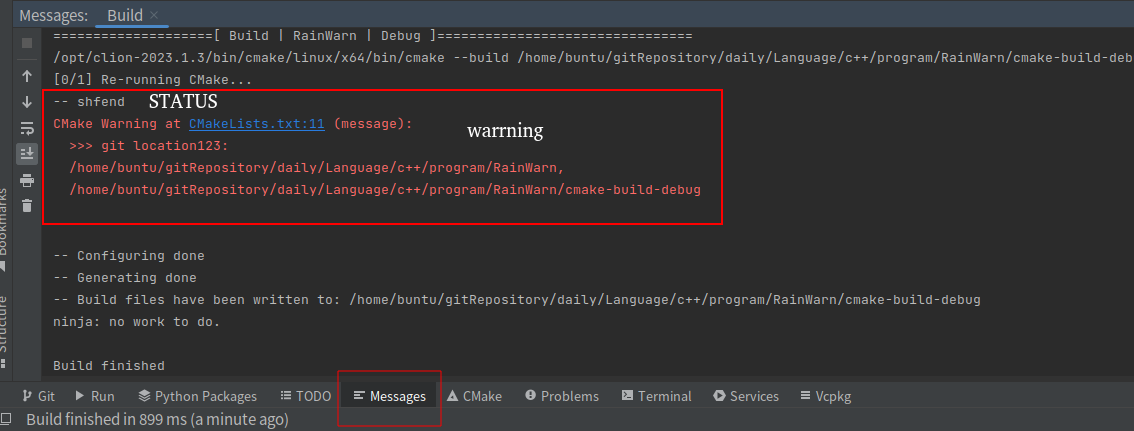 Messages: Build ×
====================[ Build | RainWarn | Debug ]================================
/opt/clion-2023.1.3/bin/cmake/linux/x64/bin/cmake --build /home/buntu/gitRepository/daily/Language/c++/program/RainWarn/cmake-build-deb
[0/1] Re-running CMake...
-- shfend STATUS
CMake Warning at CMakeLists.txt:11 (message):
warrning
>>> git location123:
/home/buntu/gitRepository/daily/Language/c++/program/RainWarn,
/home/buntu/gitRepository/daily/Language/c++/program/RainWarn/cmake-build-debug
-- Configuring done
-- Generating done
-- Build files have been written to: /home/buntu/gitRepository/daily/Language/c++/program/RainWarn/cmake-build-debug
ninja: no work to do.
Build finished
Bookmarks
Structure
Git Run Python Packages TODO Messages CMake Problems Terminal Services Vcpkg
Build finished in 899 ms (a minute ago)